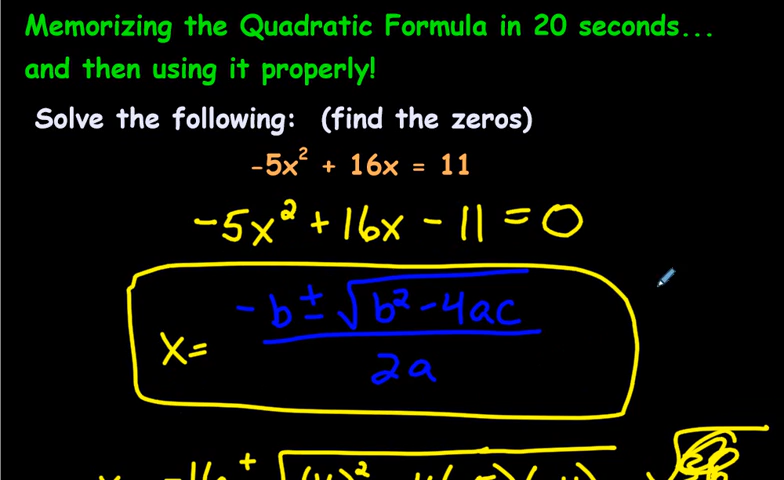 Memorizing the Quadratic Formula in 20 seconds...
and then using it properly!
Solve the following: (find the zeros)
-5x² + 16x = 11
-5x² + 16x - 11 = 0
x = -b ± √b² - 4ac
2a